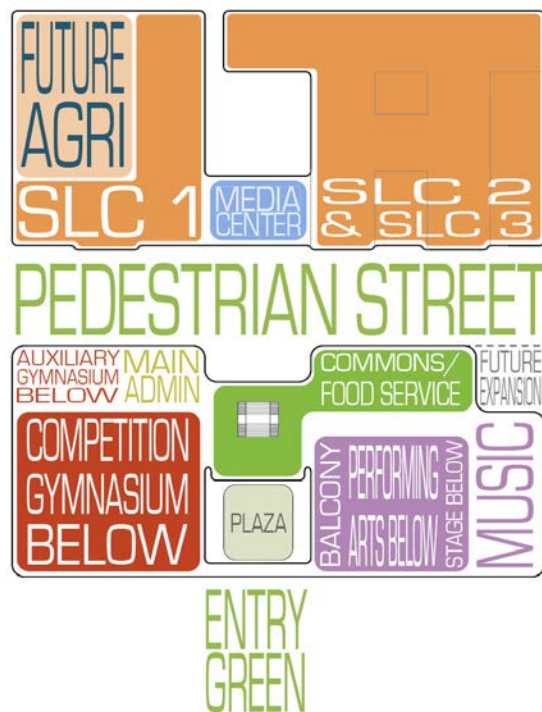 FUTURE
AGRI
SLC 1
MEDIA
CENTER
SLC 2
& SLC 3
PEDESTRIAN STREET
AUXILIARY
GYMNASIUM
BELOW
MAIN
ADMIN
COMMONS/
FOOD SERVICE
FUTURE
EXPANSION
COMPETITION
GYMNASIUM
BELOW
PLAZA
BALCONY
PERFORMING
ARTS BELOW
STAGE BELOW
MUSIC
ENTRY
GREEN